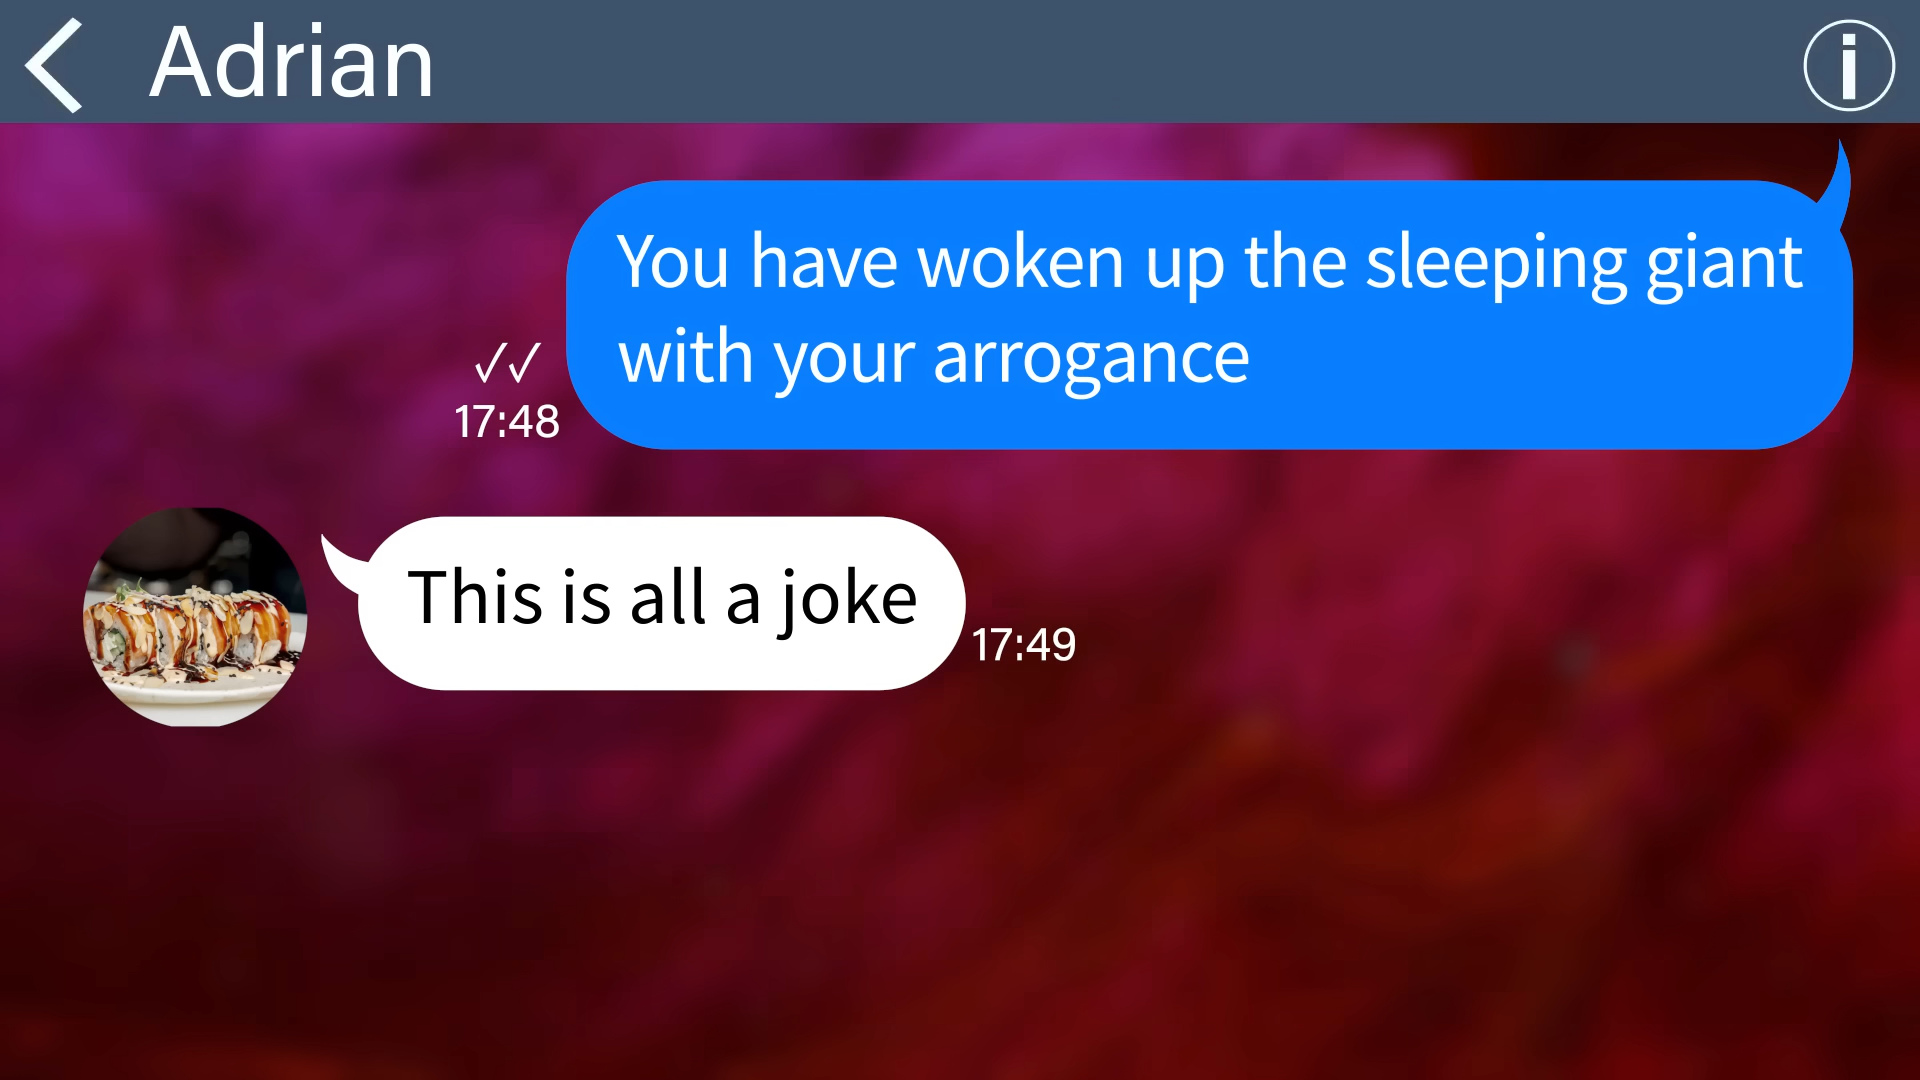 Adrian
You have woken up the sleeping giant
with your arrogance
17:48
This is all a joke
17:49